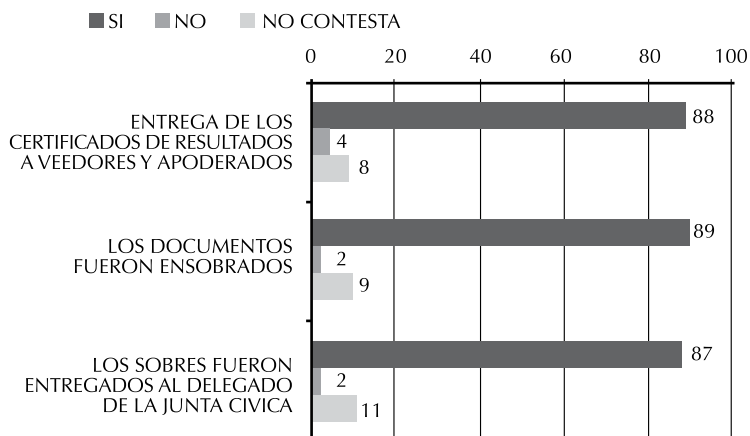 SI NO NO CONTESTA
0 20 40 60 80 100
ENTREGA DE LOS
CERTIFICADOS DE RESULTADOS
A VEEDORES Y APODERADOS
88
4
8
LOS DOCUMENTOS
FUERON ENSOBRADOS
89
2
9
LOS SOBRES FUERON
ENTREGADOS AL DELEGADO
DE LA JUNTA CIVICA
87
2
11